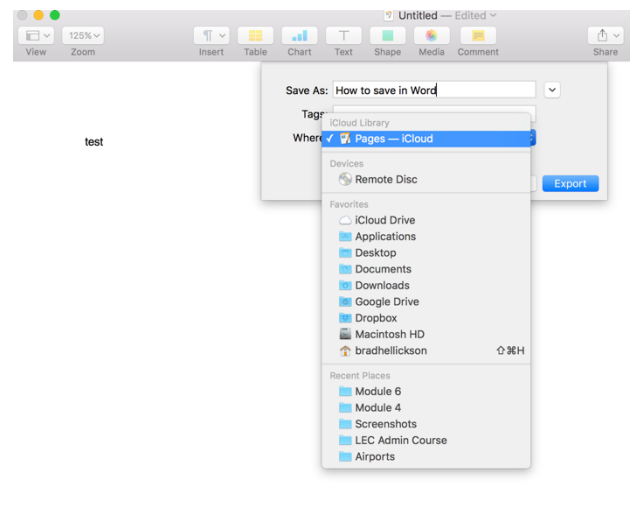 Untitled — Edited
125%
View Zoom Insert Table Chart Text Shape Media Comment Share
Save As: How to save in Word
Tags:
Where
iCloud Library
✓ Pages — iCloud
Devices
Remote Disc
Export
test
Favorites
iCloud Drive
Applications
Desktop
Documents
Downloads
Google Drive
Dropbox
Macintosh HD
bradhellickson ⇧⌘H
Recent Places
Module 6
Module 4
Screenshots
LEC Admin Course
Airports